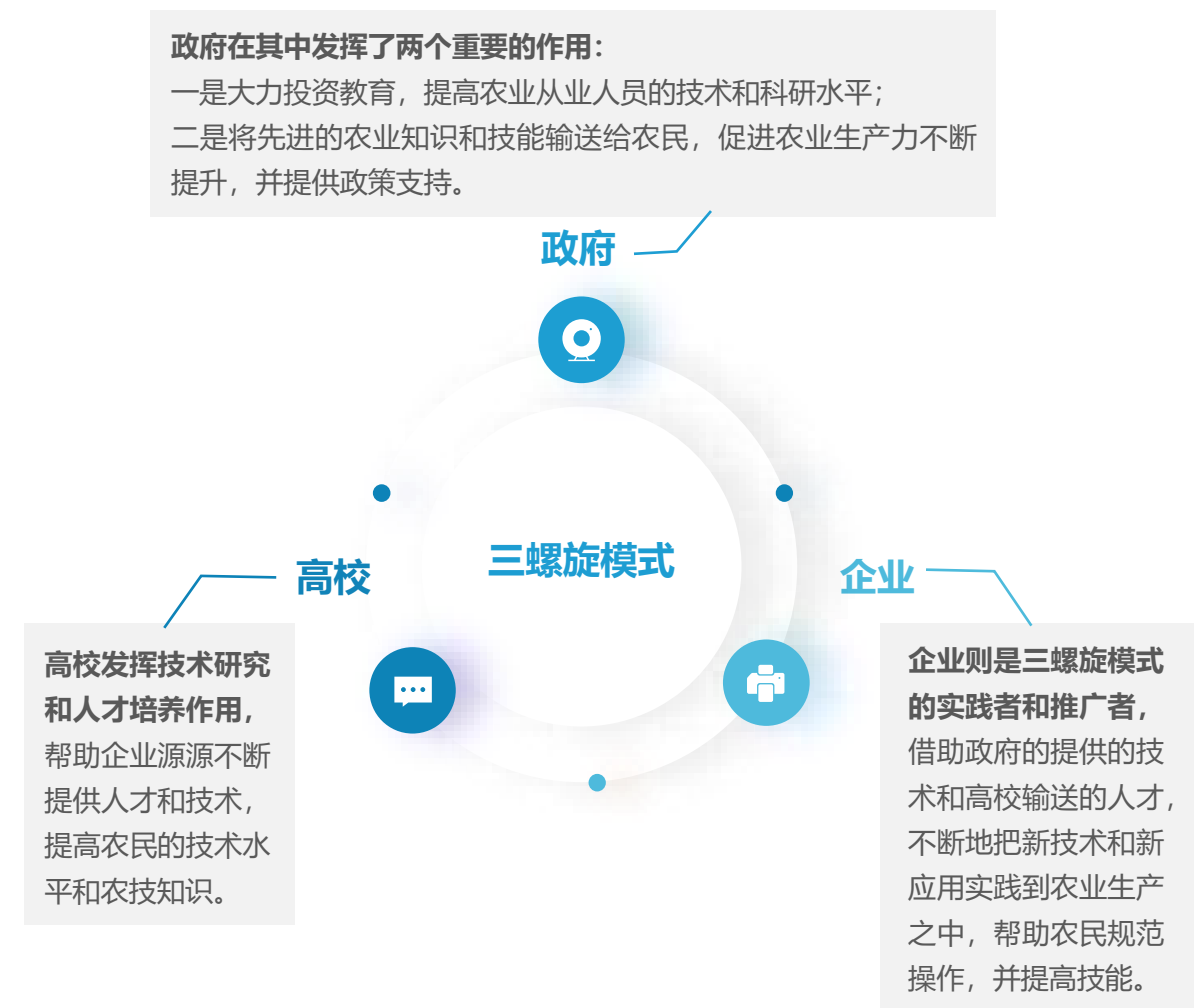 政府在其中发挥了两个重要的作用：
一是大力投资教育，提高农业从业人员的技术和科研水平；
二是将先进的农业知识和技能输送给农民，促进农业生产力不断
提升，并提供政策支持。
政府
三螺旋模式
高校
企业
高校发挥技术研究
和人才培养作用，
帮助企业源源不断
提供人才和技术，
提高农民的技术水
平和农技知识。
企业则是三螺旋模式
的实践者和推广者，
借助政府的提供的技
术和高校输送的人才，
不断地把新技术和新
应用实践到农业生产
之中，帮助农民规范
操作，并提高技能。